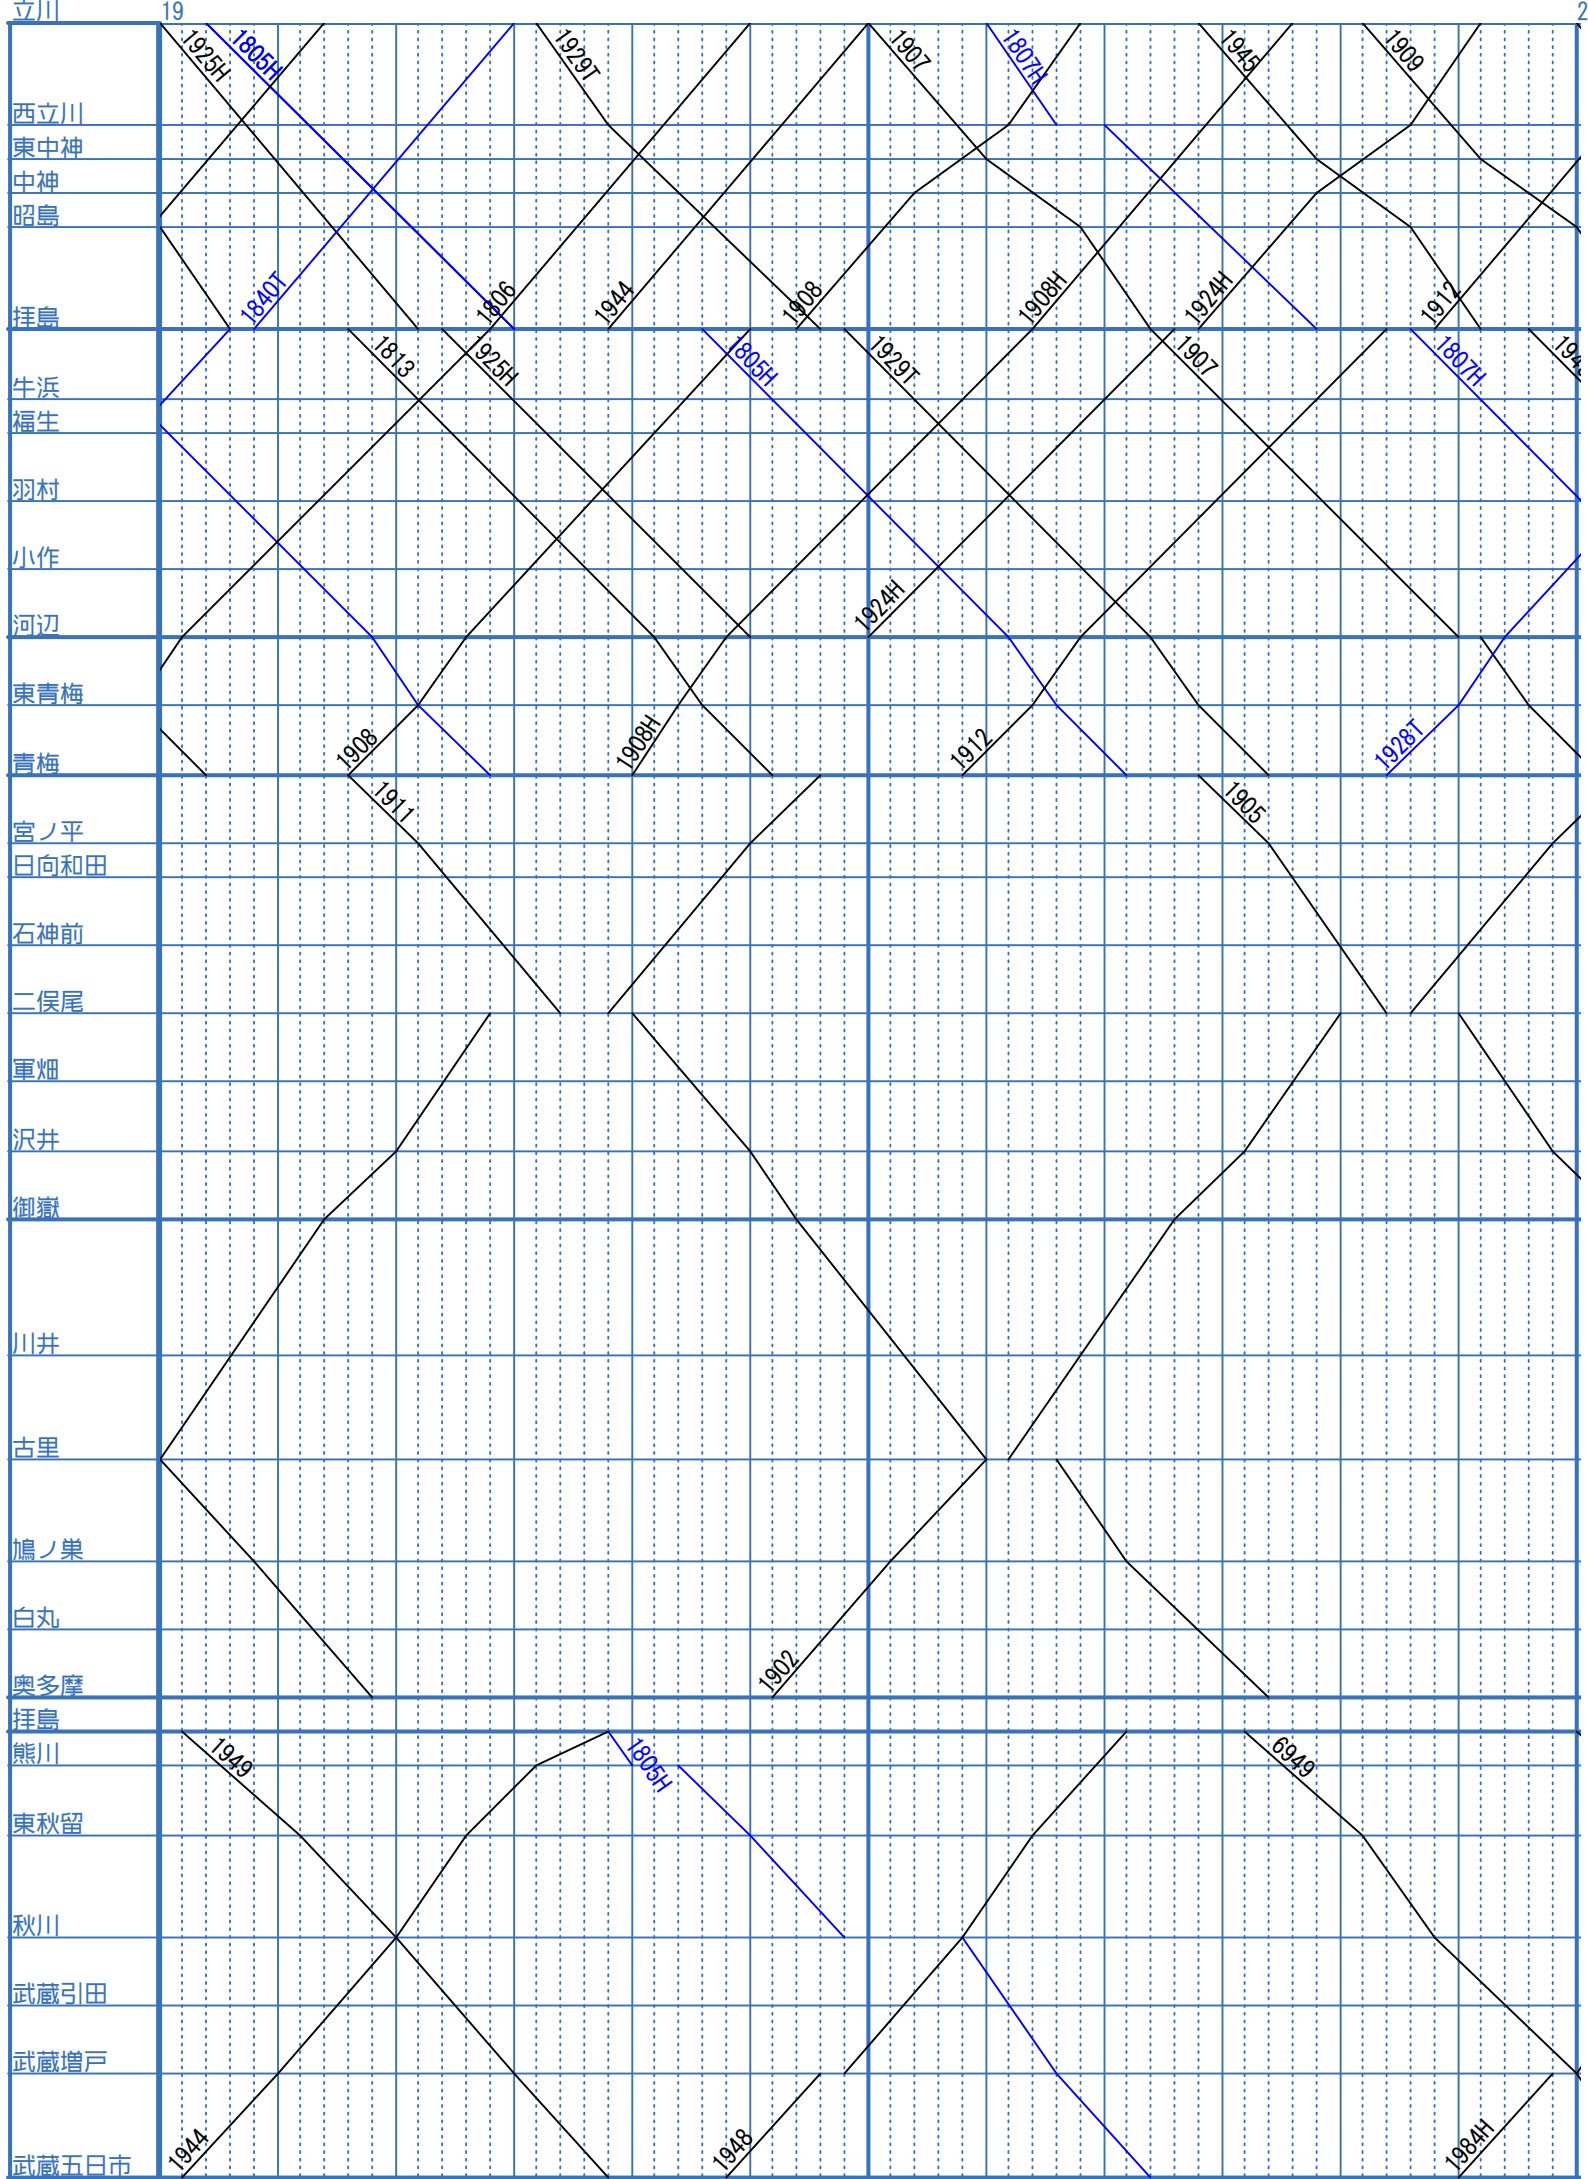 立川 19 2
1925H 1805H 1929T 1907 1807H 1945 1909
西立川
東中神
中神
昭島
拝島 1840T 1806 1944 1908 1908H 1924H 1912
1813 1925H 1805H 1929T 1907 1807H
牛浜
福生
羽村
小作
河辺 1924H
東青梅
青梅 1908 1908H 1912 1928T
1911 1905
宮ノ平
日向和田
石神前
二俣尾
軍畑
沢井
御嶽
川井
古里
鳩ノ巣
白丸
奥多摩 1902
拝島
熊川 1949 1805H 6949
東秋留
秋川
武蔵引田
武蔵増戸
武蔵五日市 1944 1948 1984H